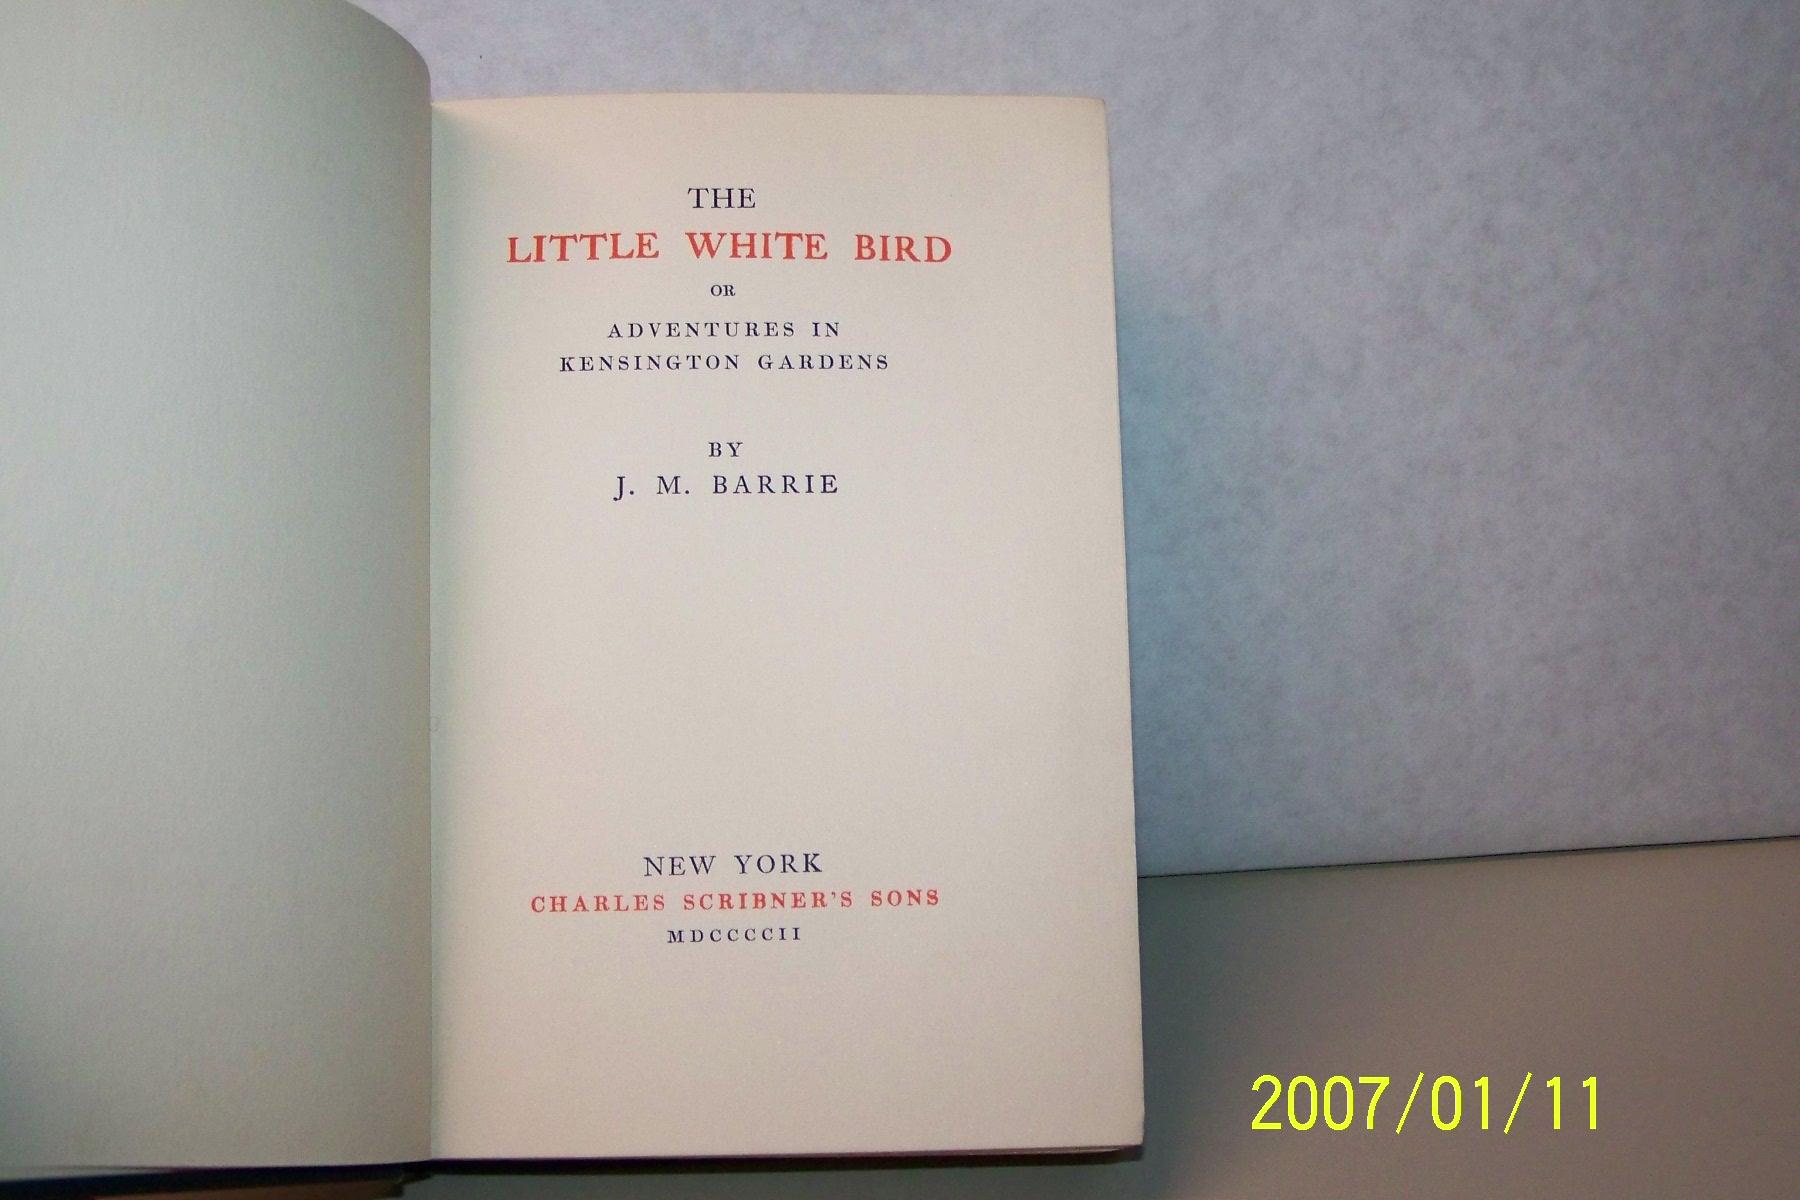 THE
LITTLE WHITE BIRD
OR
ADVENTURES IN
KENSINGTON GARDENS
BY
J. M. BARRIE
NEW YORK
CHARLES SCRIBNER'S SONS
MDCCCCII
2007/01/11